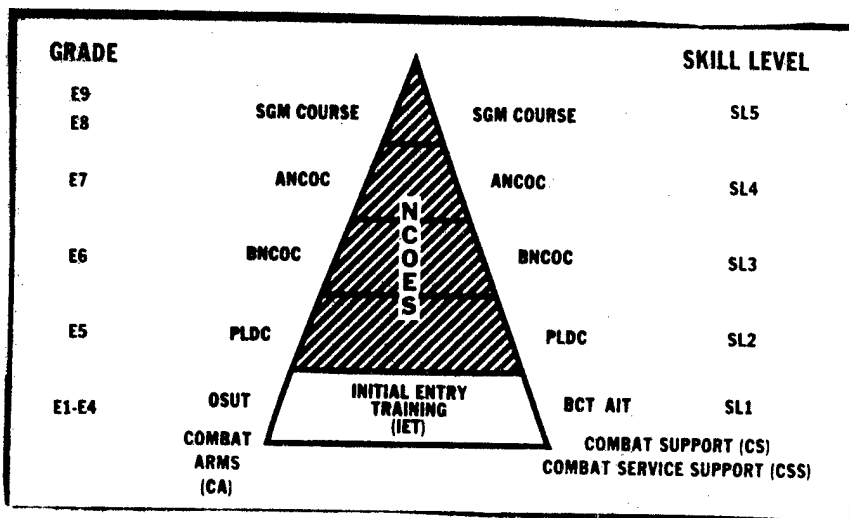 GRADE SKILL LEVEL
E9
E8 SGM COURSE SGM COURSE SL5
E7 ANCOC ANCOC SL4
NCOES
E6 BNCOC BNCOC SL3
E5 PLDC PLDC SL2
E1-E4 OSUT INITIAL ENTRY TRAINING (IET) BCT AIT SL1
COMBAT ARMS (CA)
COMBAT SUPPORT (CS)
COMBAT SERVICE SUPPORT (CSS)